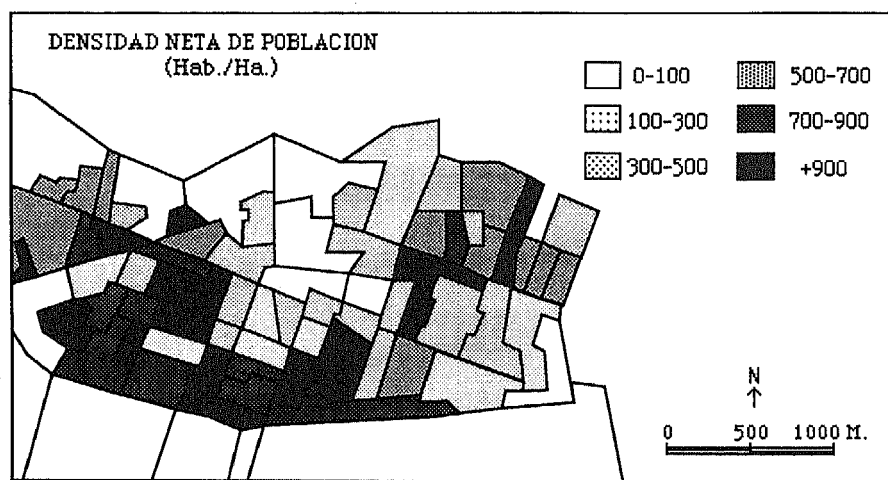 DENSIDAD NETA DE POBLACION
(Hab./Ha.)
0-100
100-300
300-500
500-700
700-900
+900
N
0 500 1000 M.